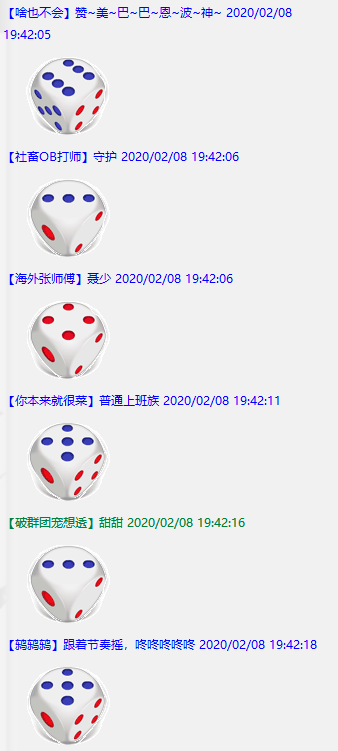 【啥也不会】赞~美~巴~巴~恩~波~神~ 2020/02/08
19:42:05
【社畜OB打师】守护 2020/02/08 19:42:06
【海外张师傅】聂少 2020/02/08 19:42:06
【你本来就很菜】普通上班族 2020/02/08 19:42:11
【破群团宠想逃】甜甜 2020/02/08 19:42:16
【鹑鹑鹑】跟着节奏摇，咚咚咚咚咚 2020/02/08 19:42:18